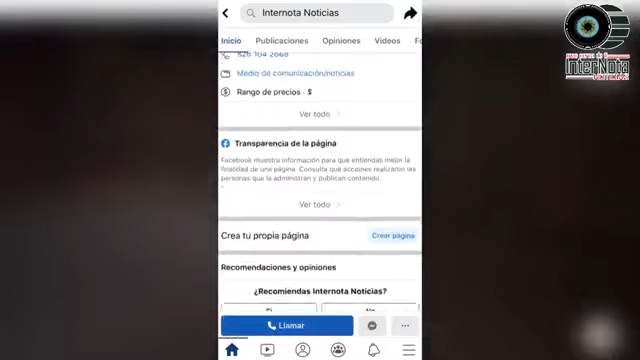 Internota Noticias
Inicio Publicaciones Opiniones Videos
Medio de comunicación/noticias
Rango de precios · $
Ver todo
Transparencia de la página
Facebook muestra información para que entiendas mejor la
finalidad de una página. Consulta qué acciones realizaron las
personas que la administran y publican contenido.
Ver todo
Crea tu propia página
Crear página
Recomendaciones y opiniones
¿Recomiendas Internota Noticias?
Llamar
InterNota